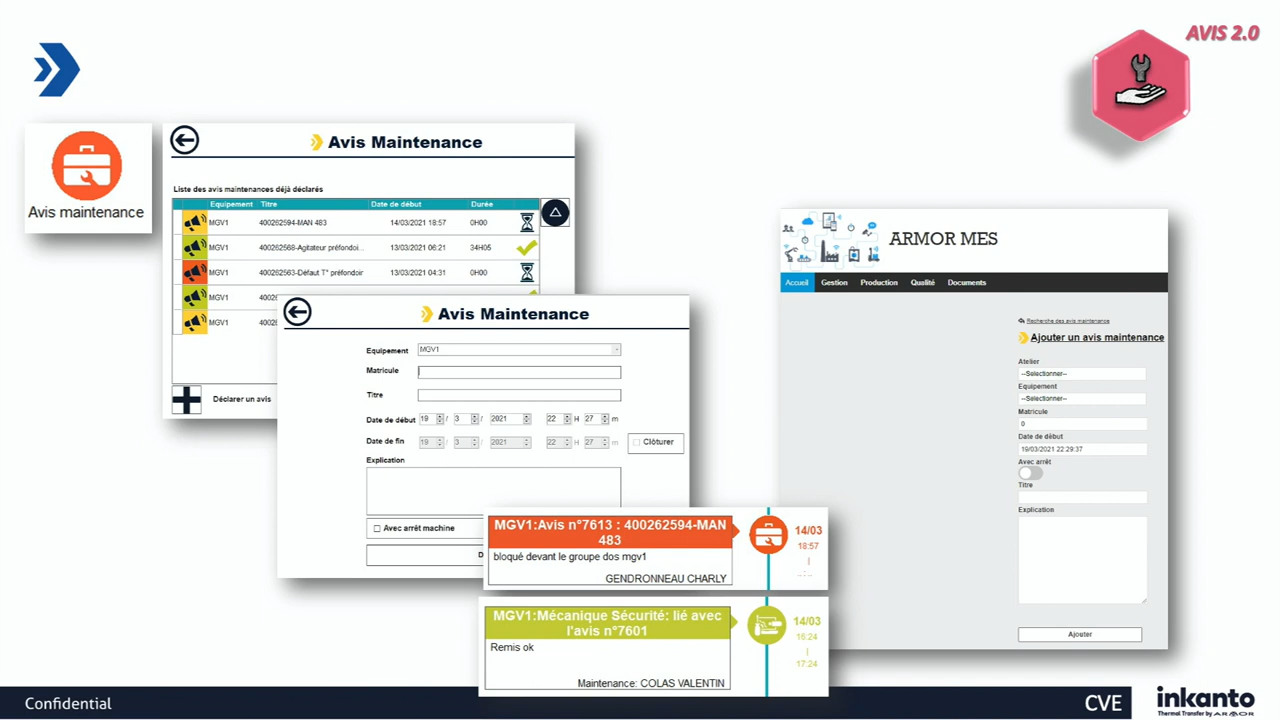 AVIS 2.0
Avis maintenance
Avis Maintenance
Liste des avis maintenances déjà déclarés
Equipement Titre Date de début Durée
MGV1 400262594-MAN 483 14/03/2021 18:57 0H00
MGV1 400262568-Agitateur préfondoi... 13/03/2021 06:21 34H05
MGV1 400262563-Défaut T° préfondoir 13/03/2021 04:31 0H00
MGV1 40026
MGV1 40026
Déclarer un avis
Avis Maintenance
Equipement MGV1
Matricule
Titre
Date de début 19 / 3 / 2021 22 H 27 m
Date de fin 19 / 3 / 2021 22 H 27 m
Clôturer
Explication
Avec arrêt machine
D
MGV1:Avis n°7613 : 400262594-MAN
483
bloqué devant le groupe dos mgv1
GENDRONNEAU CHARLY
14/03
18:57
MGV1:Mécanique Sécurité: lié avec
l'avis n°7601
Remis ok
Maintenance: COLAS VALENTIN
14/03
17:24
ARMOR MES
Accueil Gestion Production Qualité Documents
Recherche des avis maintenance
Ajouter un avis maintenance
Atelier
--Selectionner--
Equipement
--Selectionner--
Matricule
0
Date de début
19/03/2021 22:29:37
Avec arrêt
Titre
Explication
Ajouter
Confidential
CVE
inkanto
Thermal Transfer by ARMOR